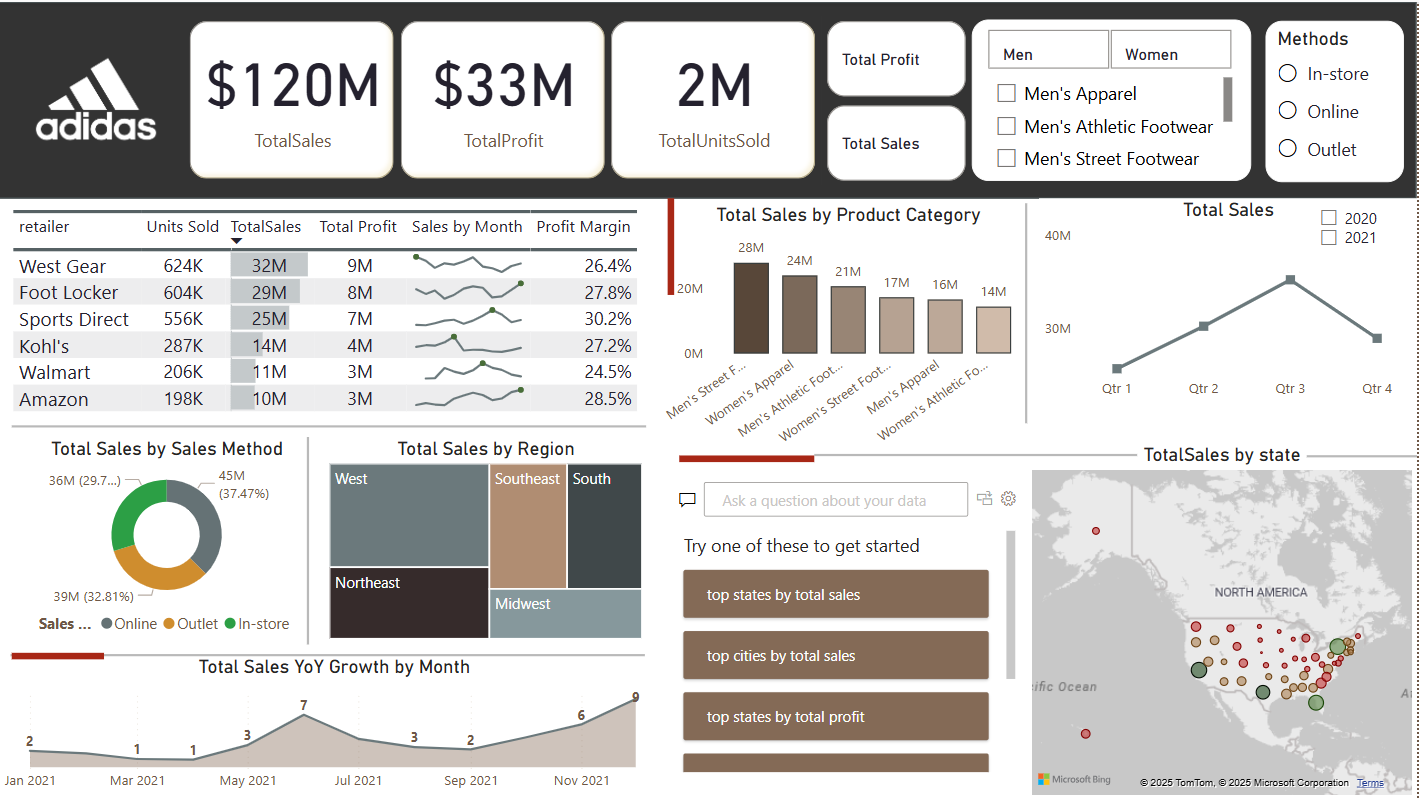 adidas
$120M
TotalSales
$33M
TotalProfit
2M
TotalUnitsSold
Total Profit
Total Sales
Men
Women
Men's Apparel
Men's Athletic Footwear
Men's Street Footwear
Methods
In-store
Online
Outlet
retailer Units Sold TotalSales Total Profit Sales by Month Profit Margin
West Gear 624K 32M 9M 26.4%
Foot Locker 604K 29M 8M 27.8%
Sports Direct 556K 25M 7M 30.2%
Kohl's 287K 14M 4M 27.2%
Walmart 206K 11M 3M 24.5%
Amazon 198K 10M 3M 28.5%
Total Sales by Product Category
28M
24M
21M
17M
16M
14M
20M
0M
Men's Street F...
Women's Apparel
Men's Athletic Foot...
Women's Street Foot...
Men's Apparel
Women's Athletic Fo...
Total Sales
2020
2021
40M
30M
Qtr 1 Qtr 2 Qtr 3 Qtr 4
Total Sales by Sales Method
36M (29.7...)
45M
(37.47%)
39M (32.81%)
Sales ... Online Outlet In-store
Total Sales by Region
West
Southeast
South
Northeast
Midwest
Total Sales YoY Growth by Month
2 1 1 3 7 3 2 6 9
Jan 2021 Mar 2021 May 2021 Jul 2021 Sep 2021 Nov 2021
Ask a question about your data
Try one of these to get started
top states by total sales
top cities by total sales
top states by total profit
TotalSales by state
NORTH AMERICA
ific Ocean
A
Microsoft Bing
© 2025 TomTom, © 2025 Microsoft Corporation Terms